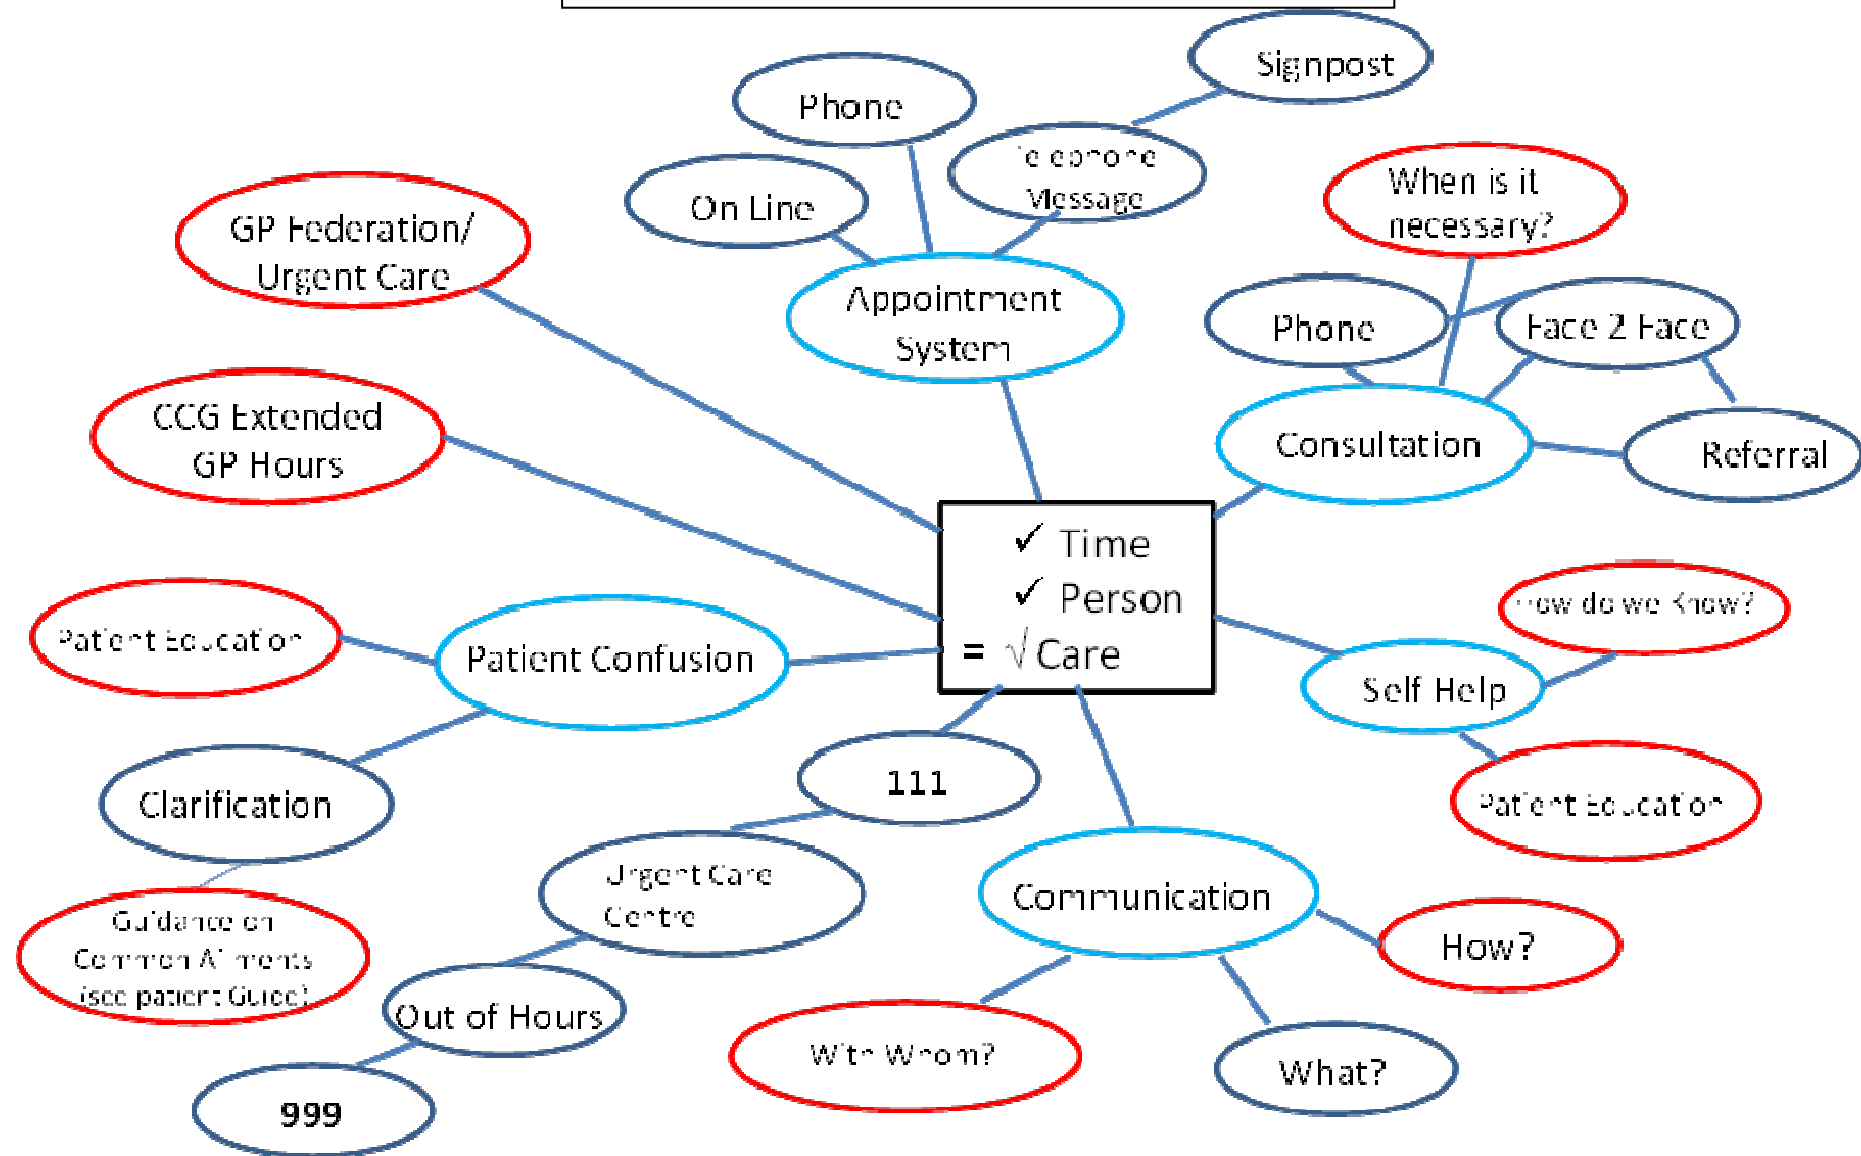 Signpost
Phone
Telephone
Message
On Line
When is it
necessary?
GP Federation/
Urgent Care
Appointment
System
Phone
Face 2 Face
CCG Extended
GP Hours
Consultation
Referral
✓ Time
✓ Person
= √ Care
How do we know?
Patient Education
Patient Confusion
Self Help
111
Clarification
Patient Education
Urgent Care
Centre
Communication
Guidance on
Common Ailments
(see patient Guide)
How?
Out of Hours
With Whom?
What?
999